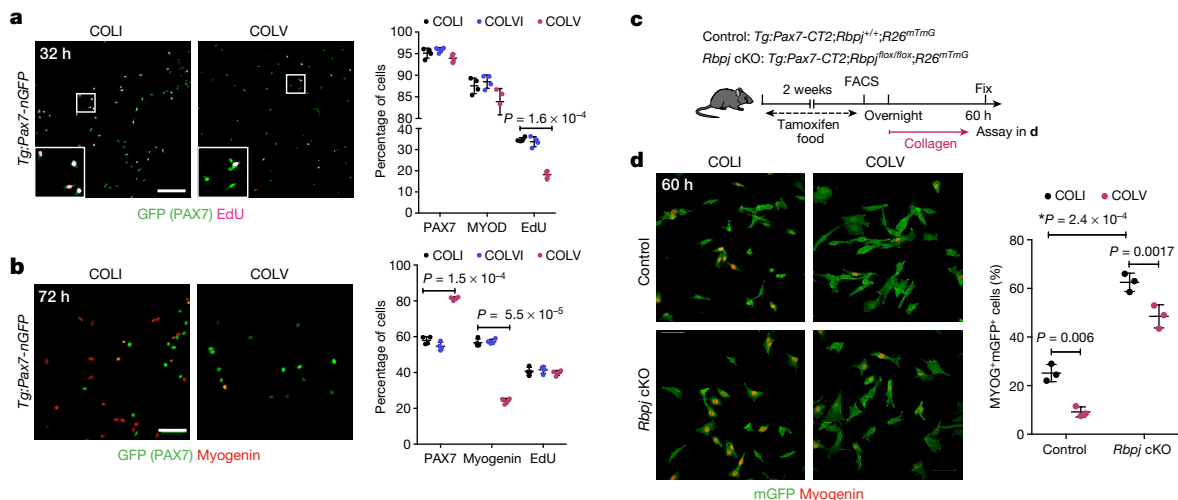 a
COLI COLV
32 h
Tg:Pax7-nGFP
GFP (PAX7) EdU
COLI COLVI COLV
Percentage of cells
100
95
90
85
80
40
30
20
10
0
P = 1.6 × 10⁻⁴
PAX7 MYOD EdU
b
COLI COLV
72 h
Tg:Pax7-nGFP
GFP (PAX7) Myogenin
COLI COLVI COLV
Percentage of cells
100
80
60
40
20
0
P = 1.5 × 10⁻⁴
P = 5.5 × 10⁻⁵
PAX7 Myogenin EdU
c
Control: Tg:Pax7-CT2;Rbpj⁺/⁺;R26ᵐᵀᵐᴳ
Rbpj cKO: Tg:Pax7-CT2;Rbpjᶠˡᵒˣ/ᶠˡᵒˣ;R26ᵐᵀᵐᴳ
2 weeks FACS Fix
Tamoxifen
food
Overnight 60 h
Collagen Assay in d
d
COLI COLV
60 h
Control
Rbpj cKO
mGFP Myogenin
COLI COLV
MYOG⁺mGFP⁺ cells (%)
80
60
40
20
0
*P = 2.4 × 10⁻⁴
P = 0.0017
P = 0.006
Control Rbpj cKO